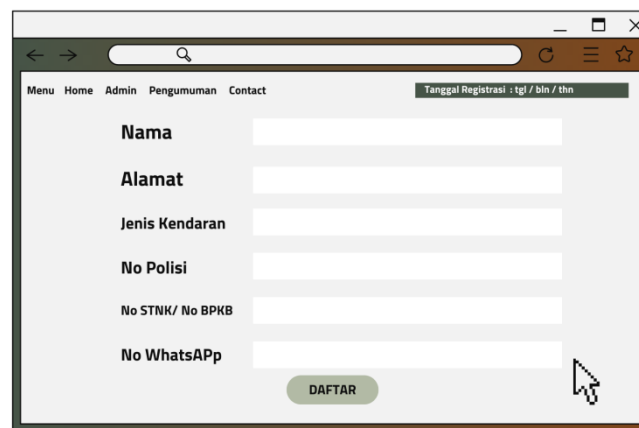 Menu Home Admin Pengumuman Contact
Tanggal Registrasi : tgl / bln / thn
Nama
Alamat
Jenis Kendaran
No Polisi
No STNK/ No BPKB
No WhatsAPp
DAFTAR